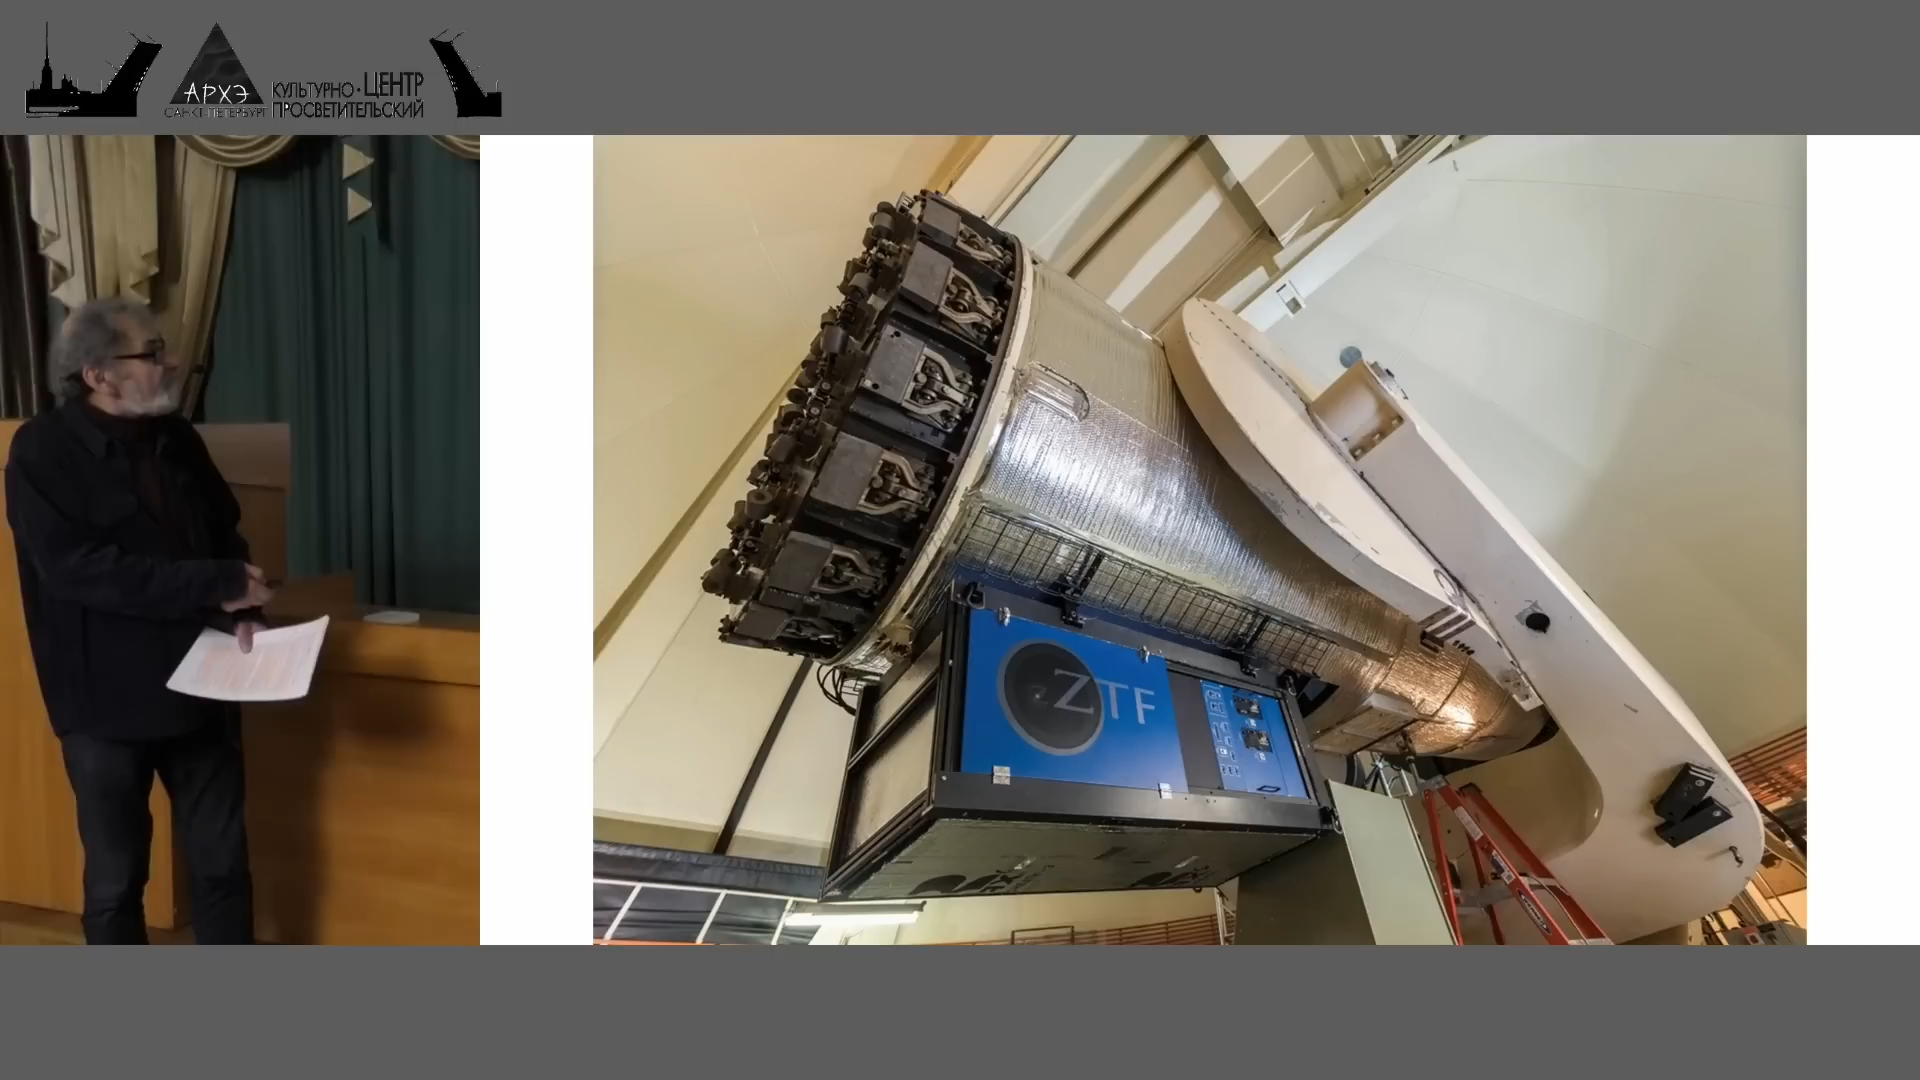 АРХЭ
САНКТ-ПЕТЕРБУРГ
КУЛЬТУРНО·ЦЕНТР
ПРОСВЕТИТЕЛЬСКИЙ
ZTF